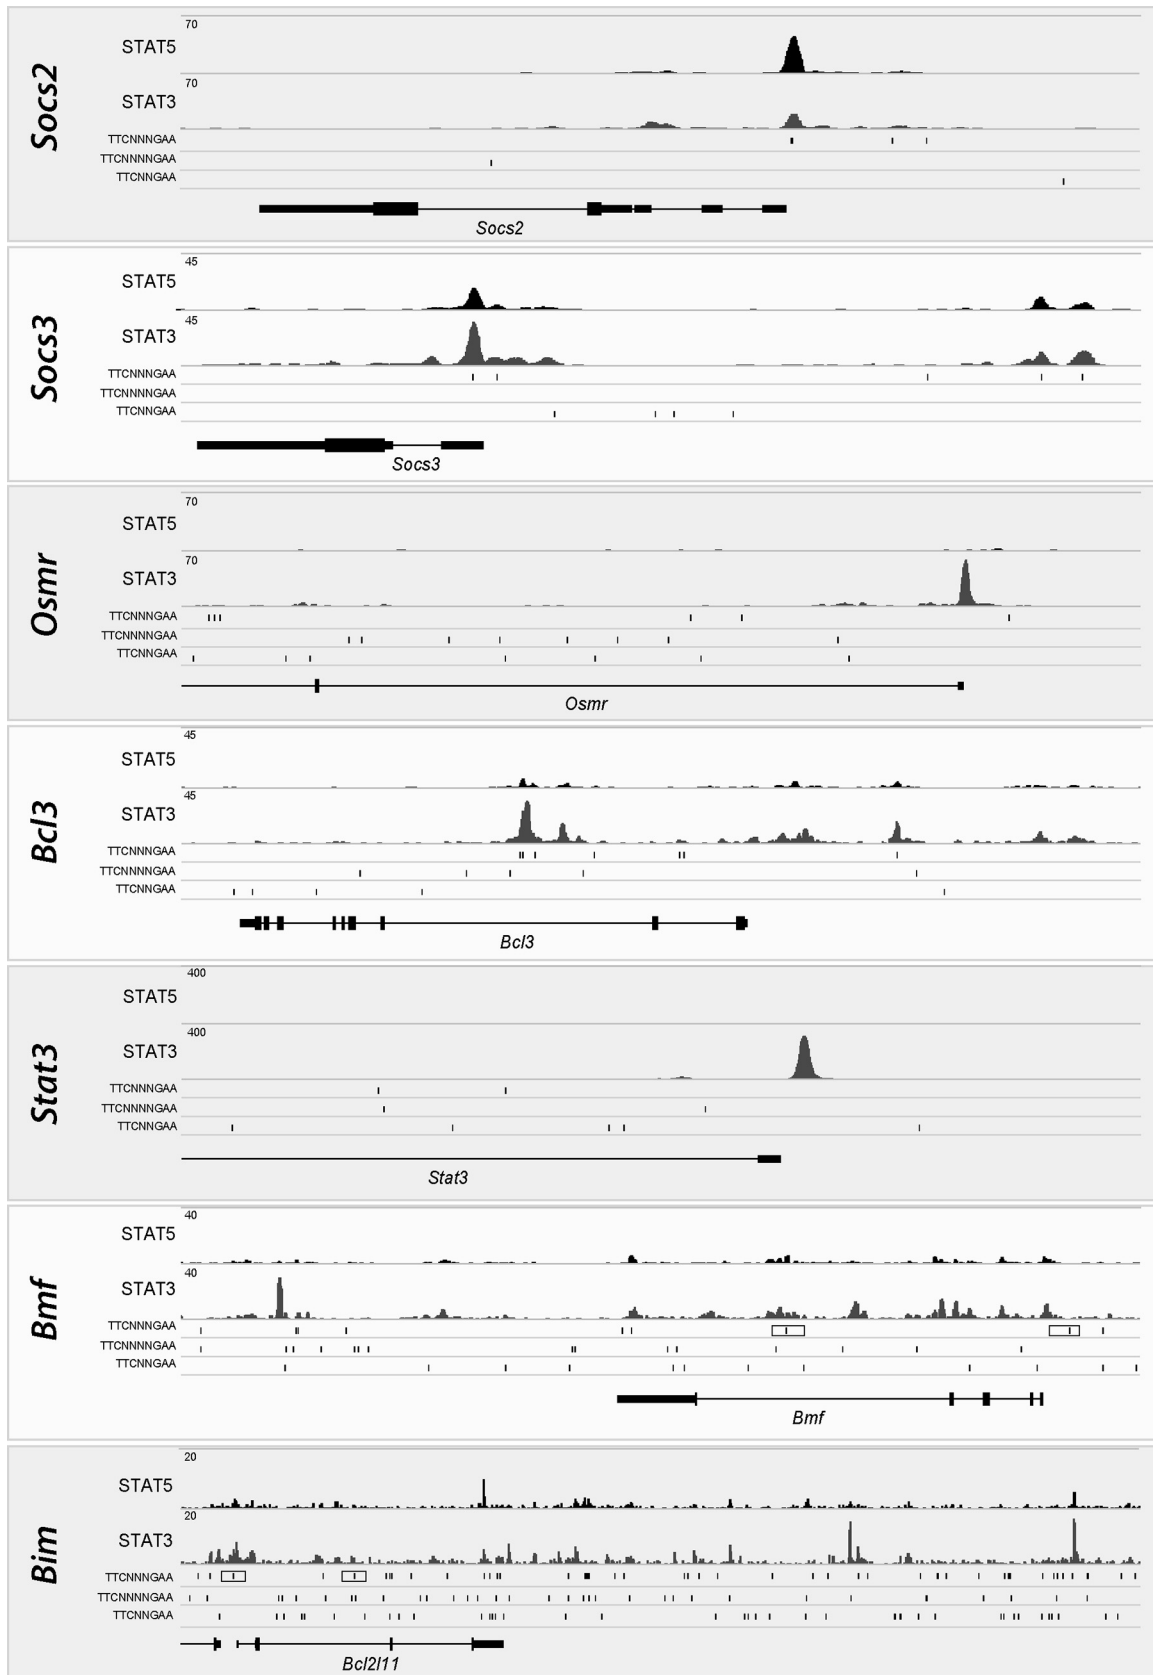 Socs2
70
STAT5
70
STAT3
TTCNNNGAA
TTCNNNNGAA
TTCNNGAA
Socs2
Socs3
45
STAT5
45
STAT3
TTCNNNGAA
TTCNNNNGAA
TTCNNGAA
Socs3
Osmr
70
STAT5
70
STAT3
TTCNNNGAA
TTCNNNNGAA
TTCNNGAA
Osmr
Bcl3
45
STAT5
45
STAT3
TTCNNNGAA
TTCNNNNGAA
TTCNNGAA
Bcl3
Stat3
400
STAT5
400
STAT3
TTCNNNGAA
TTCNNNNGAA
TTCNNGAA
Stat3
Bmf
40
STAT5
40
STAT3
TTCNNNGAA
TTCNNNNGAA
TTCNNGAA
Bmf
Bim
20
STAT5
20
STAT3
TTCNNNGAA
TTCNNNNGAA
TTCNNGAA
Bcl2l11